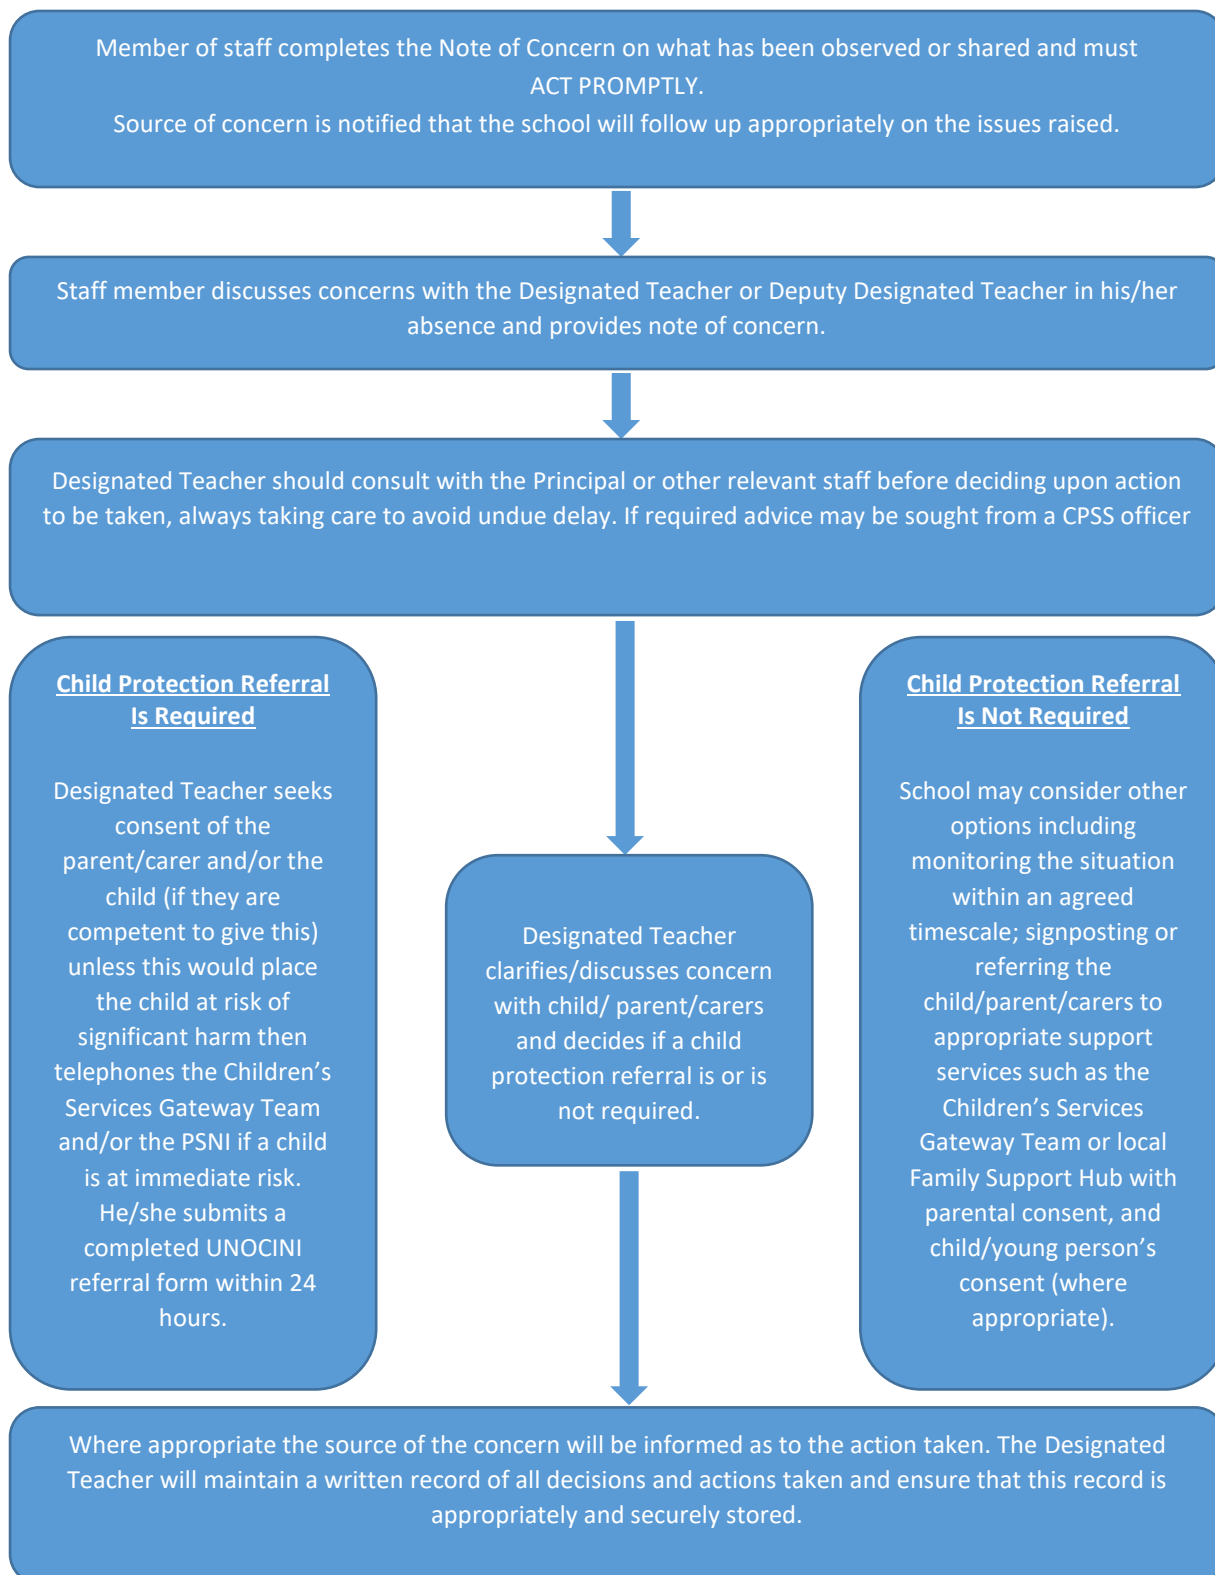 Member of staff completes the Note of Concern on what has been observed or shared and must
ACT PROMPTLY.
Source of concern is notified that the school will follow up appropriately on the issues raised.
Staff member discusses concerns with the Designated Teacher or Deputy Designated Teacher in his/her
absence and provides note of concern.
Designated Teacher should consult with the Principal or other relevant staff before deciding upon action
to be taken, always taking care to avoid undue delay. If required advice may be sought from a CPSS officer
Child Protection Referral
Is Required
Designated Teacher seeks
consent of the
parent/carer and/or the
child (if they are
competent to give this)
unless this would place
the child at risk of
significant harm then
telephones the Children’s
Services Gateway Team
and/or the PSNI if a child
is at immediate risk.
He/she submits a
completed UNOCINI
referral form within 24
hours.
Designated Teacher
clarifies/discusses concern
with child/ parent/carers
and decides if a child
protection referral is or is
not required.
Child Protection Referral
Is Not Required
School may consider other
options including
monitoring the situation
within an agreed
timescale; signposting or
referring the
child/parent/carers to
appropriate support
services such as the
Children’s Services
Gateway Team or local
Family Support Hub with
parental consent, and
child/young person’s
consent (where
appropriate).
Where appropriate the source of the concern will be informed as to the action taken. The Designated
Teacher will maintain a written record of all decisions and actions taken and ensure that this record is
appropriately and securely stored.